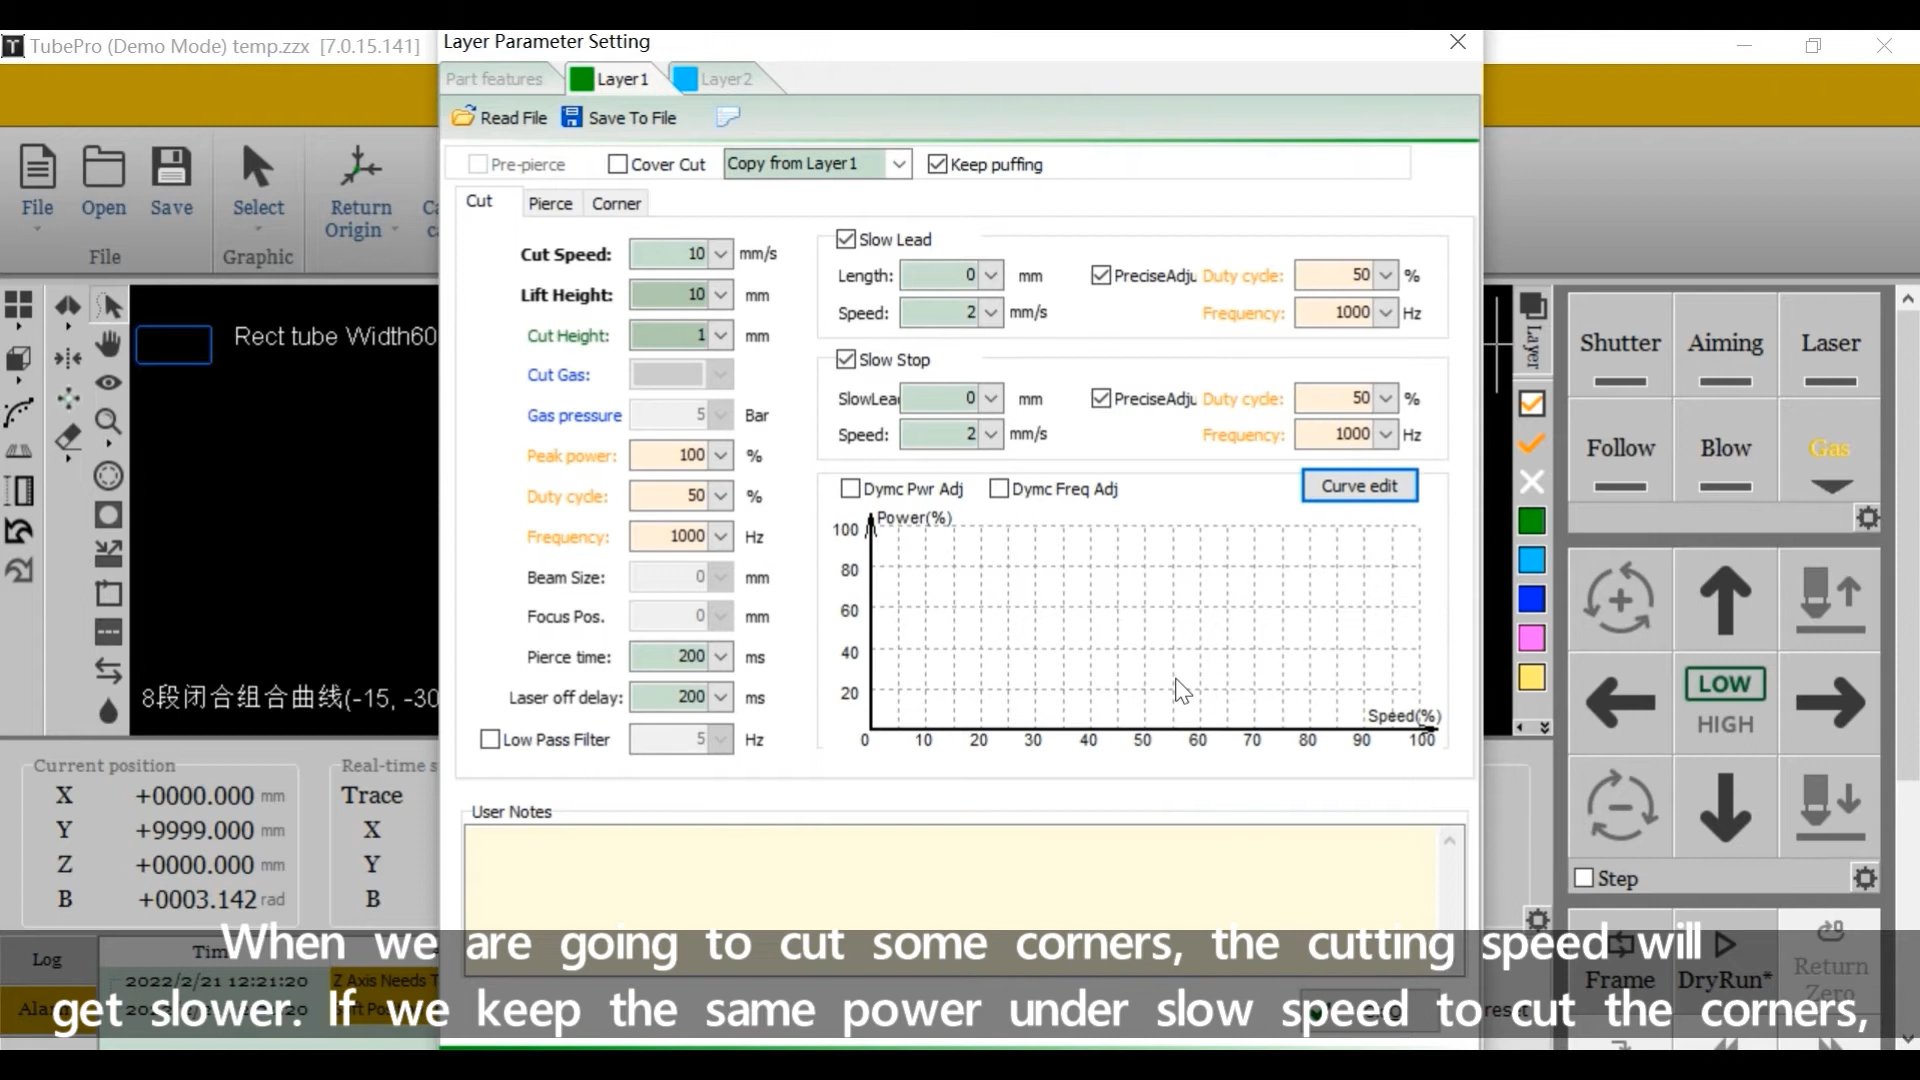 TubePro (Demo Mode) temp.zzx [7.0.15.141]
Layer Parameter Setting
Part features
Layer1
Layer2
Read File
Save To File
Pre-pierce
Cover Cut
Copy from Layer1
Keep puffing
File
Open
Save
Select
Return
Origin
File
Graphic
Cut
Pierce
Corner
Cut Speed: 10 mm/s
Lift Height: 10 mm
Cut Height: 1 mm
Cut Gas:
Gas pressure 5 Bar
Peak power: 100 %
Duty cycle: 50 %
Frequency: 1000 Hz
Beam Size: 0 mm
Focus Pos. 0 mm
Pierce time: 200 ms
Laser off delay: 200 ms
Low Pass Filter 5 Hz
Slow Lead
Length: 0 mm PreciseAdju Duty cycle: 50 %
Speed: 2 mm/s Frequency: 1000 Hz
Slow Stop
SlowLea 0 mm PreciseAdju Duty cycle: 50 %
Speed: 2 mm/s Frequency: 1000 Hz
Dymc Pwr Adj
Dymc Freq Adj
Curve edit
Power(%)
100
80
60
40
20
Speed(%)
0 10 20 30 40 50 60 70 80 90 100
Rect tube Width60
8段闭合组合曲线(-15, -30
Layer
Shutter Aiming Laser
Follow Blow Gas
LOW
HIGH
Step
Frame DryRun* Return
Zero
Current position
X +0000.000 mm
Y +9999.000 mm
Z +0000.000 mm
B +0003.142 rad
Real-time s
Trace
X
Y
B
User Notes
Log
Tim
2022/2/21 12:21:20 Z Axis Needs T
When we are going to cut some corners, the cutting speed will
get slower. If we keep the same power under slow speed to cut the corners,